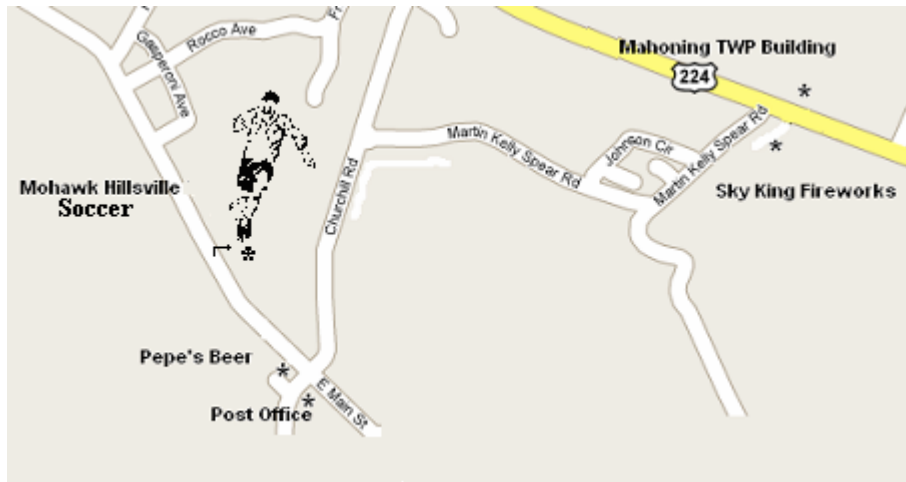 Rocco Ave
Fr
Gasperoni Ave
Mahoning TWP Building
224
Martin Kelly Spear Rd
Johnson Cir
Martin Kelly Spear Rd
Churchill Rd
Mohawk Hillsville
Soccer
Sky King Fireworks
Pepe's Beer
Post Office
E Main St